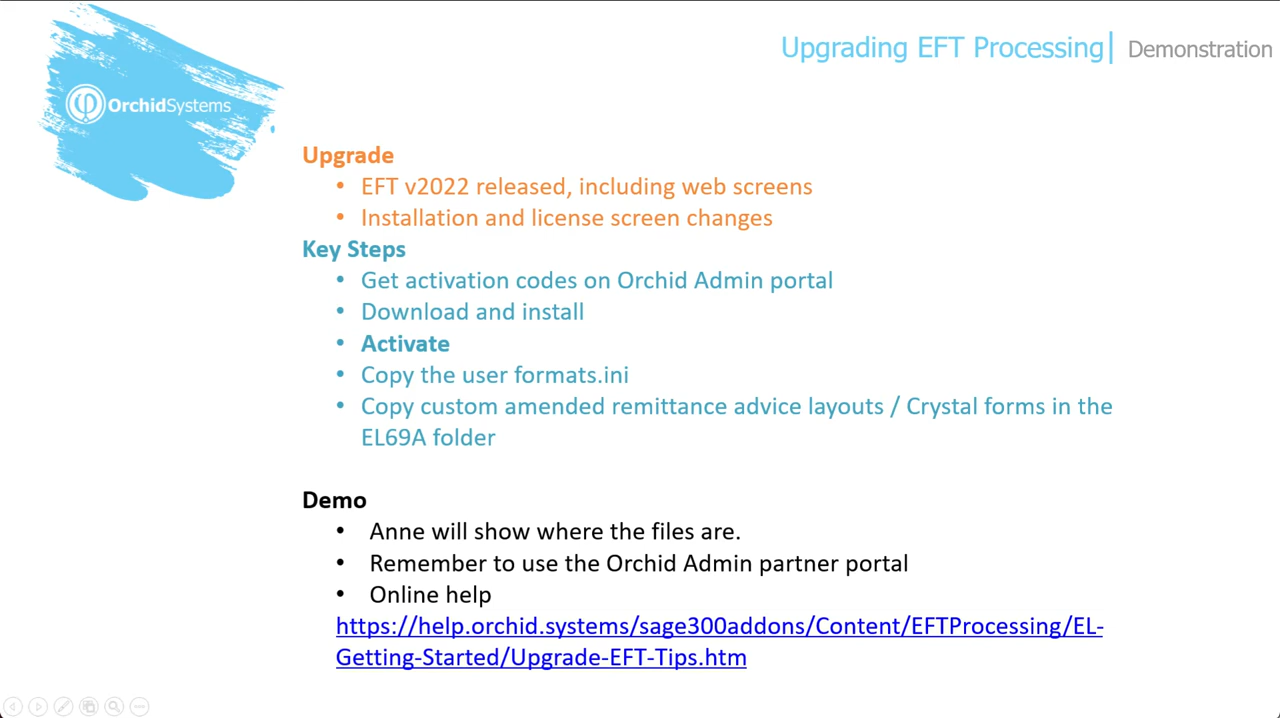 Upgrading EFT Processing| Demonstration
OrchidSystems
Upgrade
• EFT v2022 released, including web screens
• Installation and license screen changes
Key Steps
• Get activation codes on Orchid Admin portal
• Download and install
• Activate
• Copy the user formats.ini
• Copy custom amended remittance advice layouts / Crystal forms in the
EL69A folder
Demo
• Anne will show where the files are.
• Remember to use the Orchid Admin partner portal
• Online help
https://help.orchid.systems/sage300addons/Content/EFTProcessing/EL-
Getting-Started/Upgrade-EFT-Tips.htm